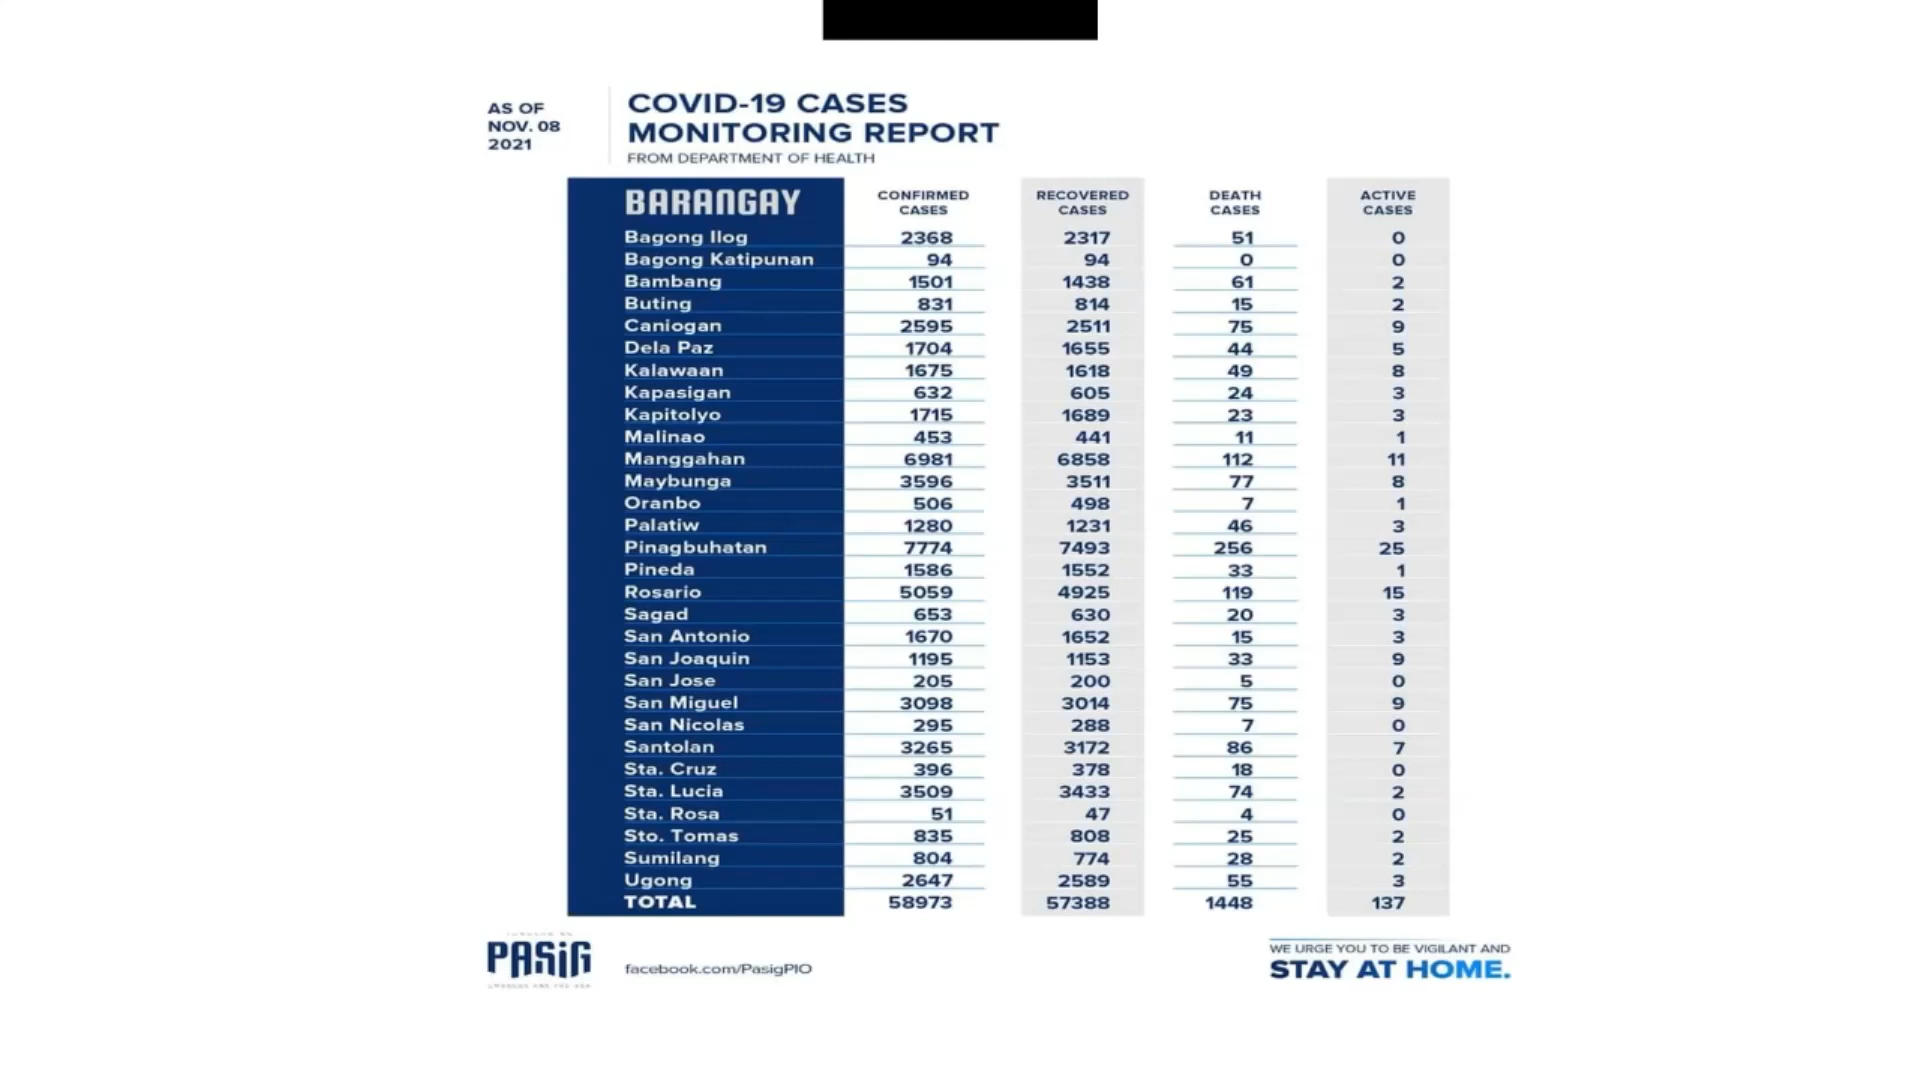 AS OF
NOV. 08
2021
COVID-19 CASES
MONITORING REPORT
FROM DEPARTMENT OF HEALTH
BARANGAY CONFIRMED CASES RECOVERED CASES DEATH CASES ACTIVE CASES
Bagong Ilog 2368 2317 51 0
Bagong Katipunan 94 94 0 0
Bambang 1501 1438 61 2
Buting 831 814 15 2
Caniogan 2595 2511 75 9
Dela Paz 1704 1655 44 5
Kalawaan 1675 1618 49 8
Kapasigan 632 605 24 3
Kapitolyo 1715 1689 23 3
Malinao 453 441 11 1
Manggahan 6981 6858 112 11
Maybunga 3596 3511 77 8
Oranbo 506 498 7 1
Palatiw 1280 1231 46 3
Pinagbuhatan 7774 7493 256 25
Pineda 1586 1552 33 1
Rosario 5059 4925 119 15
Sagad 653 630 20 3
San Antonio 1670 1652 15 3
San Joaquin 1195 1153 33 9
San Jose 205 200 5 0
San Miguel 3098 3014 75 9
San Nicolas 295 288 7 0
Santolan 3265 3172 86 7
Sta. Cruz 396 378 18 0
Sta. Lucia 3509 3433 74 2
Sta. Rosa 51 47 4 0
Sto. Tomas 835 808 25 2
Sumilang 804 774 28 2
Ugong 2647 2589 55 3
TOTAL 58973 57388 1448 137
PASiG
facebook.com/PasigPIO
WE URGE YOU TO BE VIGILANT AND
STAY AT HOME.